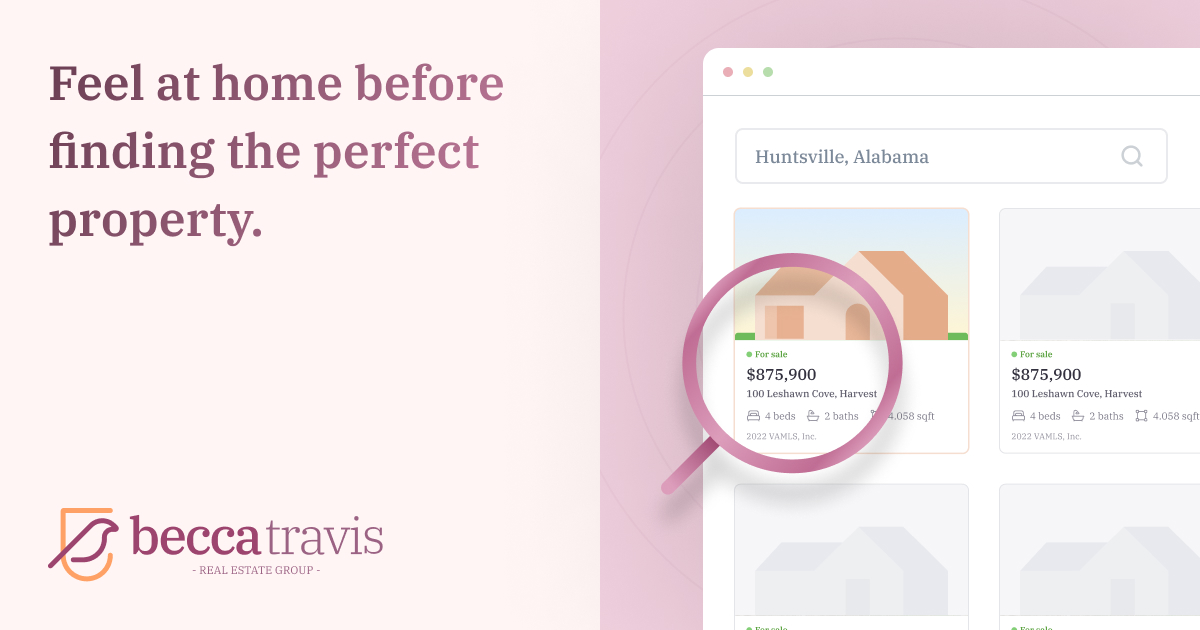 Feel at home before
finding the perfect
property.
beccatravis
- REAL ESTATE GROUP -
Huntsville, Alabama
For sale
$875,900
100 Leshawn Cove, Harvest
4 beds 2 baths 4.058 sqft
2022 VAMLS, Inc.
For sale
$875,900
100 Leshawn Cove, Harvest
4 beds 2 baths 4.058 sqft
2022 VAMLS, Inc.
For sale
For sale